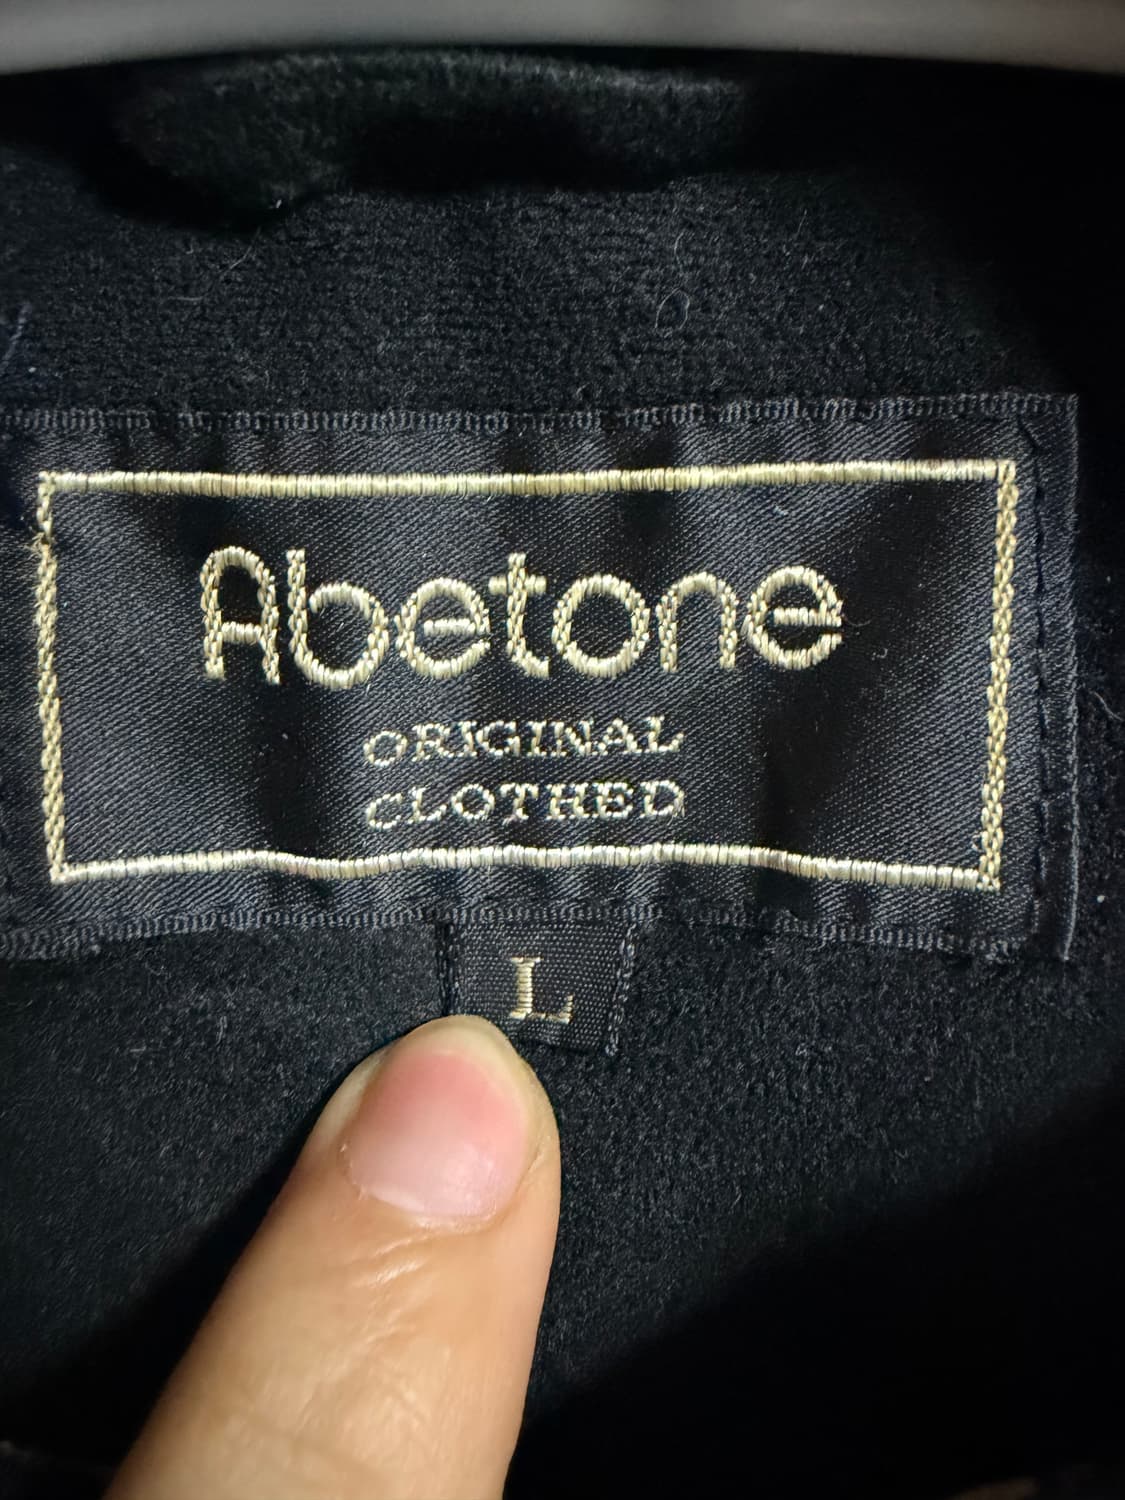 Abetone
ORIGINAL
CLOTHED
L